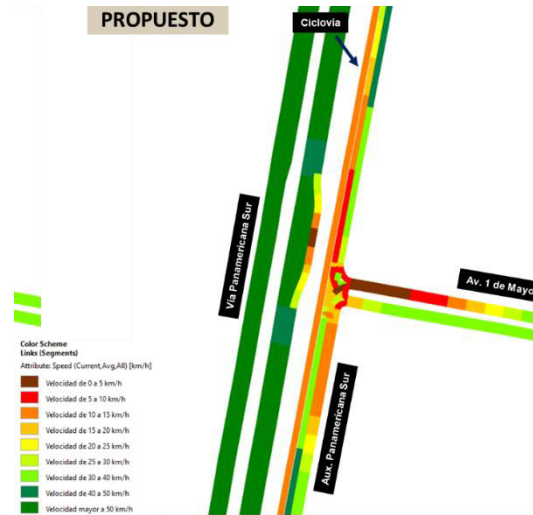 PROPUESTO
Ciclovía
Vía Panamericana Sur
Av. 1 de Mayo
Aux. Panamericana Sur
Color Scheme
Links (Segments)
Attribute: Speed (Current,Avg,All) [km/h]
Velocidad de 0 a 5 km/h
Velocidad de 5 a 10 km/h
Velocidad de 10 a 15 km/h
Velocidad de 15 a 20 km/h
Velocidad de 20 a 25 km/h
Velocidad de 25 a 30 km/h
Velocidad de 30 a 40 km/h
Velocidad de 40 a 50 km/h
Velocidad mayor a 50 km/h